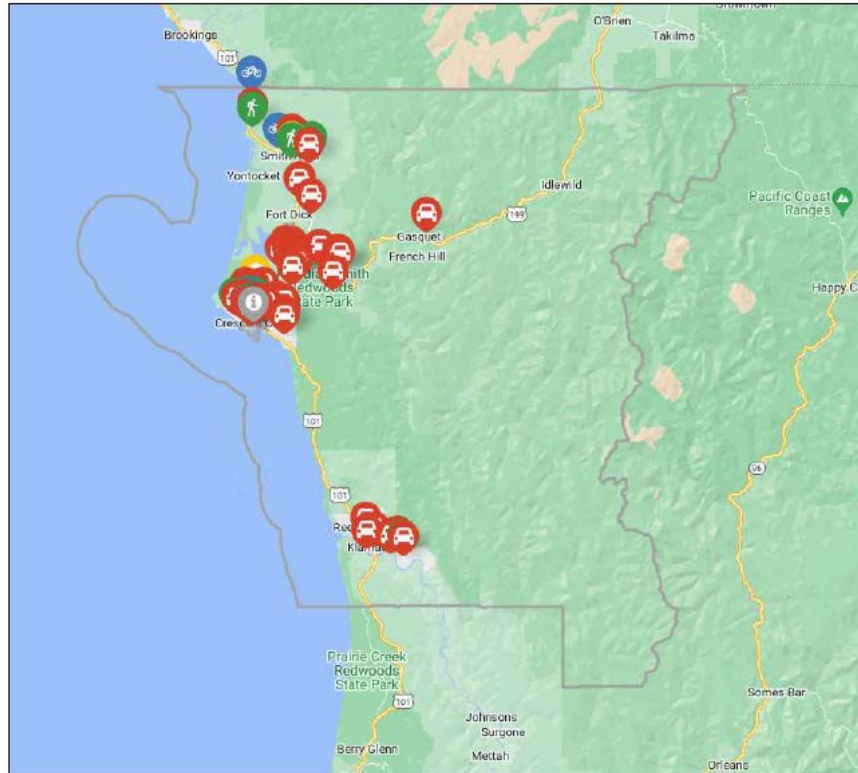 O'Brien
Takilma
Brookings
101
Yontocket
Idlewild
Pacific Coast
Ranges
Fort Dick
199
Gasquet
French Hill
State Park
101
96
101
Prairie Creek
Redwoods
State Park
101
Somes Bar
Johnsons
Surgone
Berry Glenn
Mettah
Orleans